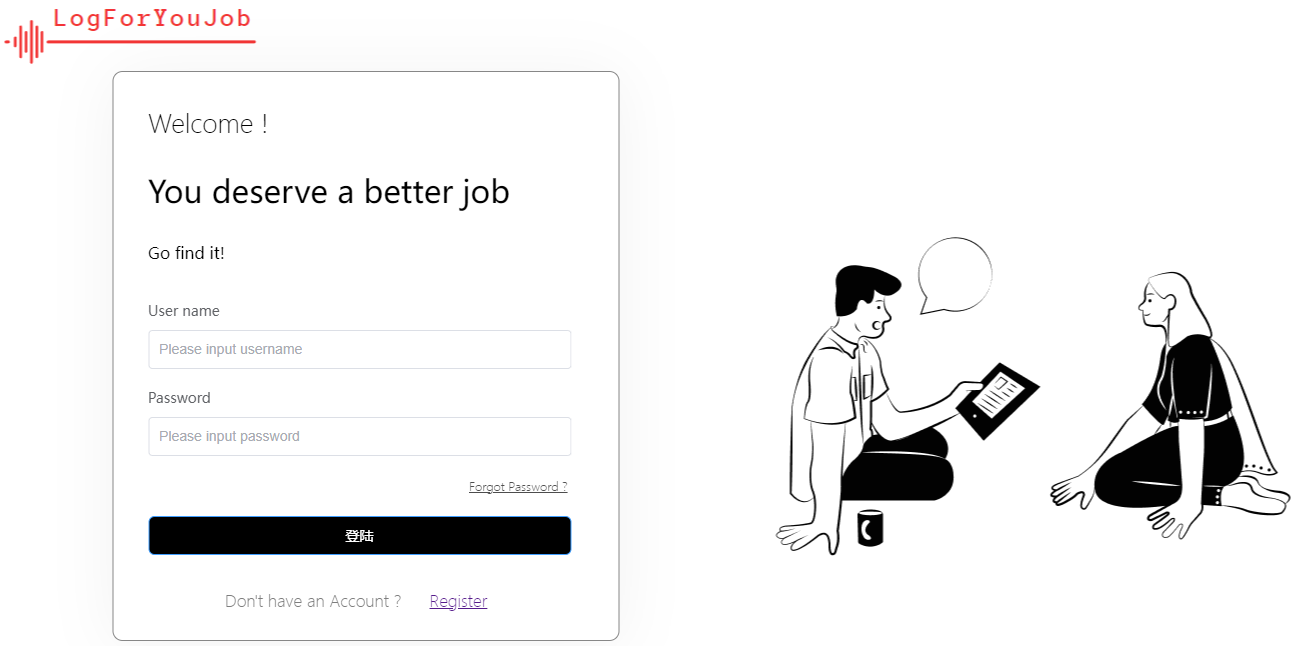 LogForYouJob
Welcome !
You deserve a better job
Go find it!
User name
Please input username
Password
Please input password
Forgot Password ?
登陆
Don't have an Account ? Register